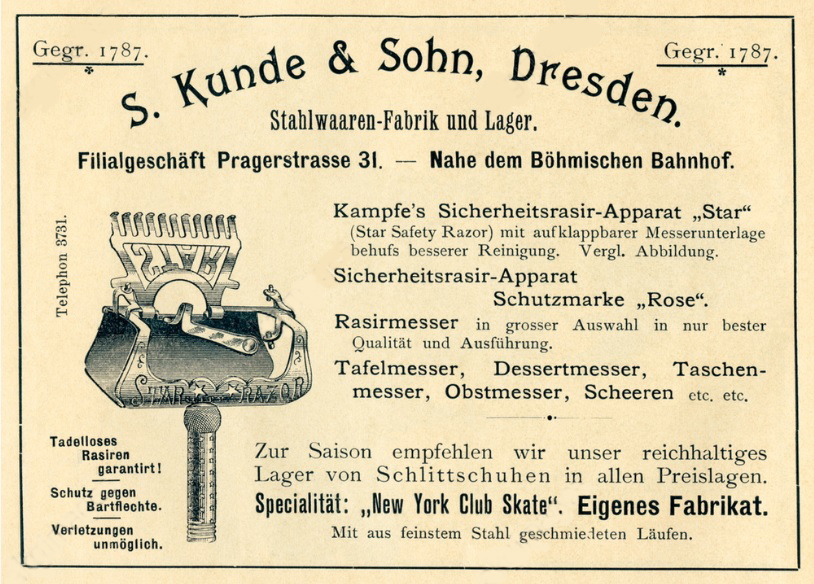 Gegr. 1787.
Gegr. 1787.
S. Kunde & Sohn, Dresden.
Stahlwaaren-Fabrik und Lager.
Filialgeschäft Pragerstrasse 31. — Nahe dem Böhmischen Bahnhof.
Telephon 3731.
STAR RAZOR
Kampfe's Sicherheitsrasir-Apparat „Star"
(Star Safety Razor) mit aufklappbarer Messerunterlage
behufs besserer Reinigung. Vergl. Abbildung.
Sicherheitsrasir-Apparat
Schutzmarke „Rose".
Rasirmesser in grosser Auswahl in nur bester
Qualität und Ausführung.
Tafelmesser, Dessertmesser, Taschen-
messer, Obstmesser, Scheeren etc. etc.
Tadelloses
Rasiren
garantirt!
Schutz gegen
Bartflechte.
Verletzungen
unmöglich.
Zur Saison empfehlen wir unser reichhaltiges
Lager von Schlittschuhen in allen Preislagen.
Specialität: „New York Club Skate". Eigenes Fabrikat.
Mit aus feinstem Stahl geschmiedeten Läufen.